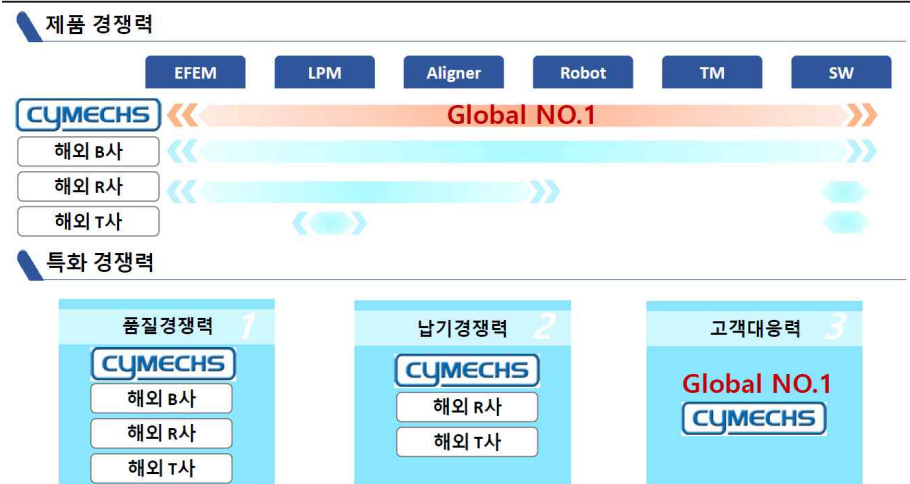 제품 경쟁력
EFEM LPM Aligner Robot TM SW
CYMECHS Global NO.1
해외 B사
해외 R사
해외 T사
특화 경쟁력
품질경쟁력 1
CYMECHS
해외 B사
해외 R사
해외 T사
납기경쟁력 2
CYMECHS
해외 R사
해외 T사
고객대응력 3
Global NO.1
CYMECHS